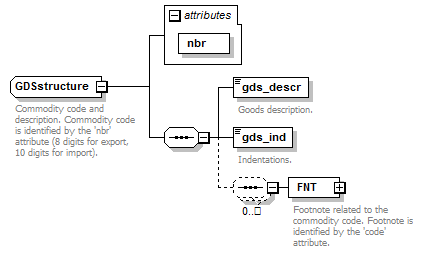 attributes
nbr
GDSstructure
Commodity code and
description. Commodity code
is identified by the 'nbr'
attribute (8 digits for export,
10 digits for import).
gds_descr
Goods description.
gds_ind
Indentations.
0..□
FNT
Footnote related to the
commodity code. Footnote is
identified by the 'code'
attribute.